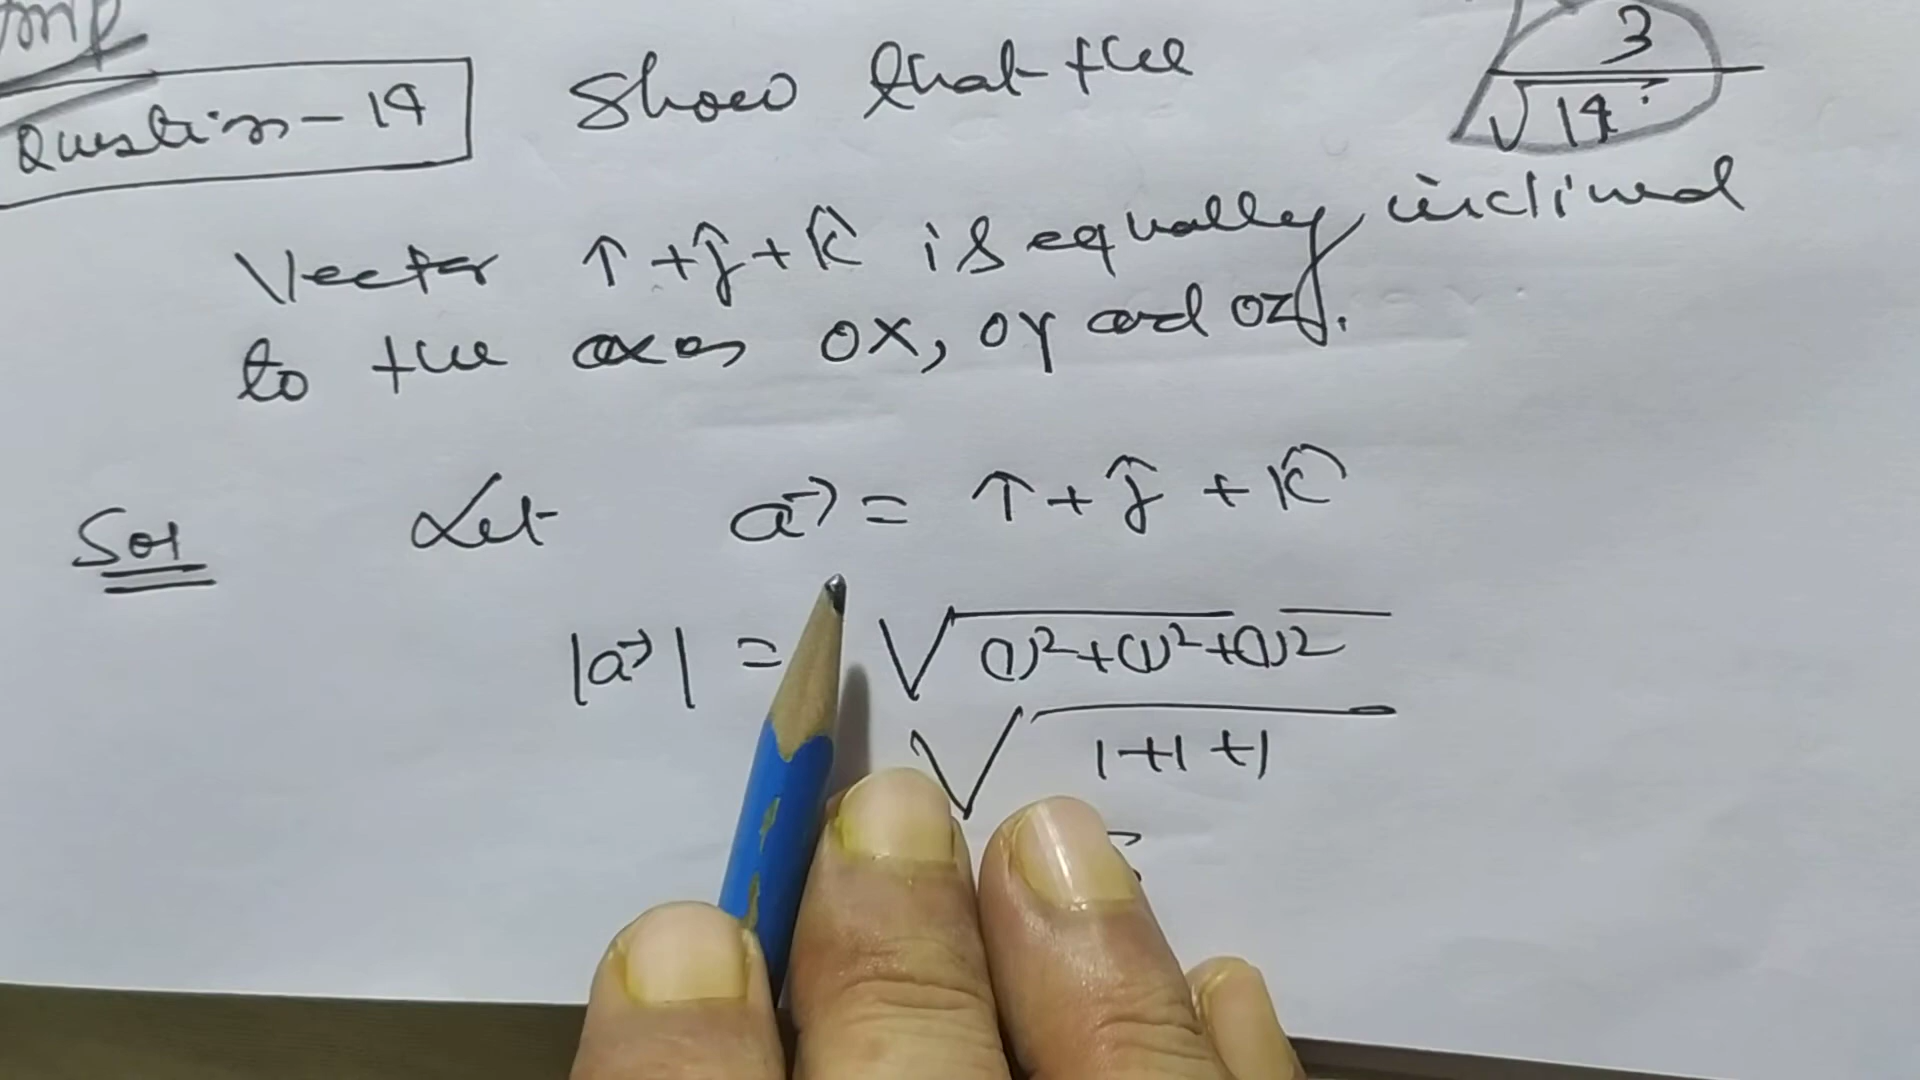 Imp
Question-14
Show that the
3
√14
Vector î+ĵ+k̂ is equally inclined
to the axes OX, OY and OZ.
Sol
Let a⃗ = î+ĵ+k̂
|a⃗| = √(1)²+(1)²+(1)²
√1+1+1